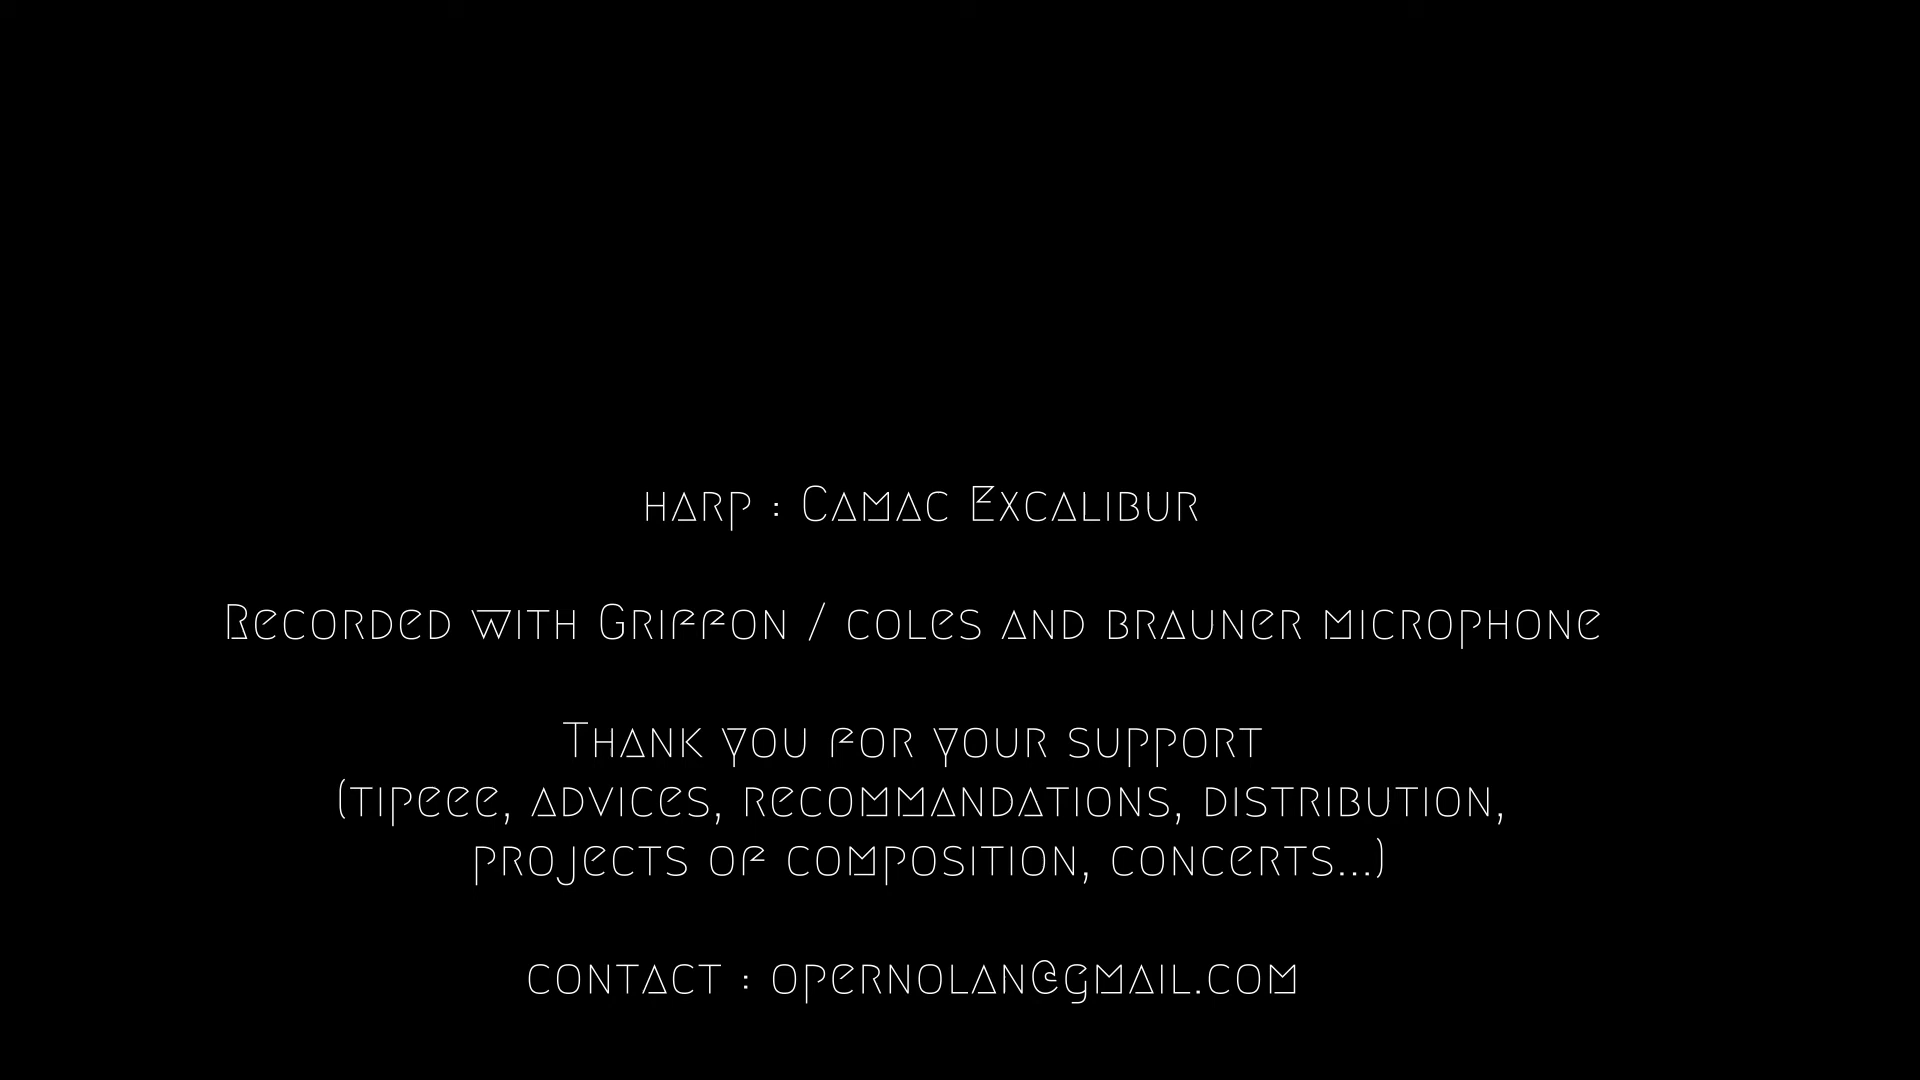 harp : Camac Excalibur
Recorded with Griffon / coles and brauner microphone
Thank you for your support
(tipeee, advices, recommandations, distribution,
projects of composition, concerts...)
contact : opernolan@gmail.com